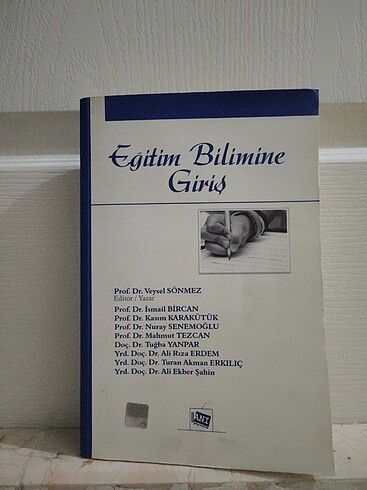 Eğitim Bilimine
Giriş
Prof. Dr. Veysel SÖNMEZ
Editör / Yazar
Prof. Dr. İsmail BİRCAN
Prof. Dr. Kasım KARAKÜTÜK
Prof. Dr. Nuray SENEMOĞLU
Prof. Dr. Mahmut TEZCAN
Doç. Dr. Tuğba YANPAR
Yrd. Doç. Dr. Ali Rıza ERDEM
Yrd. Doç. Dr. Turan Akman ERKILIÇ
Yrd. Doç. Dr. Ali Ekber Şahin
ANI